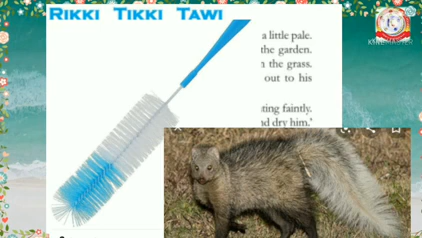 Rikki Tikki Tawi
a little pale.
the garden.
n the grass.
out to his
ting faintly.
nd dry him.'